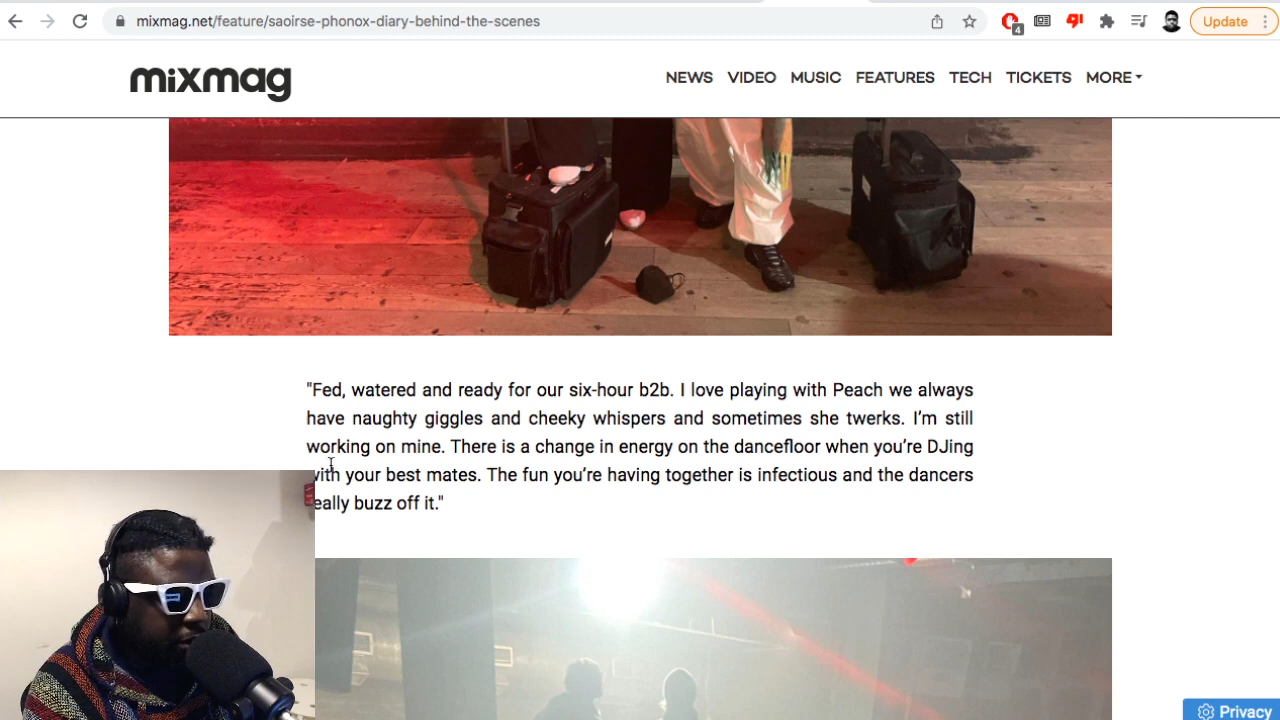 mixmag.net/feature/saoirse-phonox-diary-behind-the-scenes
4
Update
mixmag
NEWS VIDEO MUSIC FEATURES TECH TICKETS MORE
"Fed, watered and ready for our six-hour b2b. I love playing with Peach we always
have naughty giggles and cheeky whispers and sometimes she twerks. I'm still
working on mine. There is a change in energy on the dancefloor when you're DJing
with your best mates. The fun you're having together is infectious and the dancers
eally buzz off it."
Privacy